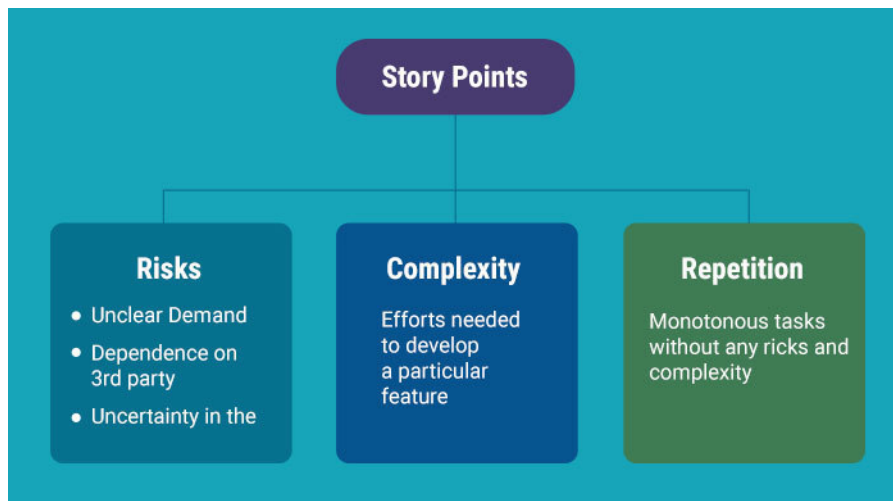 Story Points
Risks
• Unclear Demand
• Dependence on
3rd party
• Uncertainty in the
Complexity
Efforts needed
to develop
a particular
feature
Repetition
Monotonous tasks
without any risks and
complexity